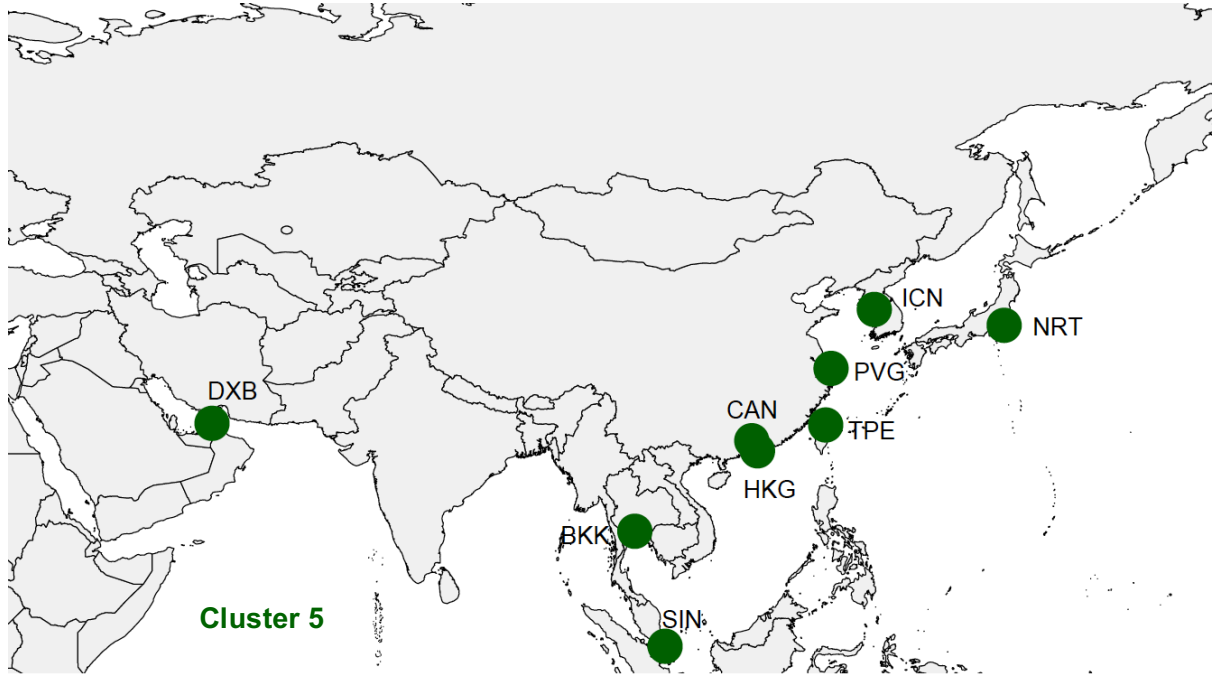 ICN
NRT
PVG
DXB
CAN
TPE
HKG
BKK
Cluster 5
SIN